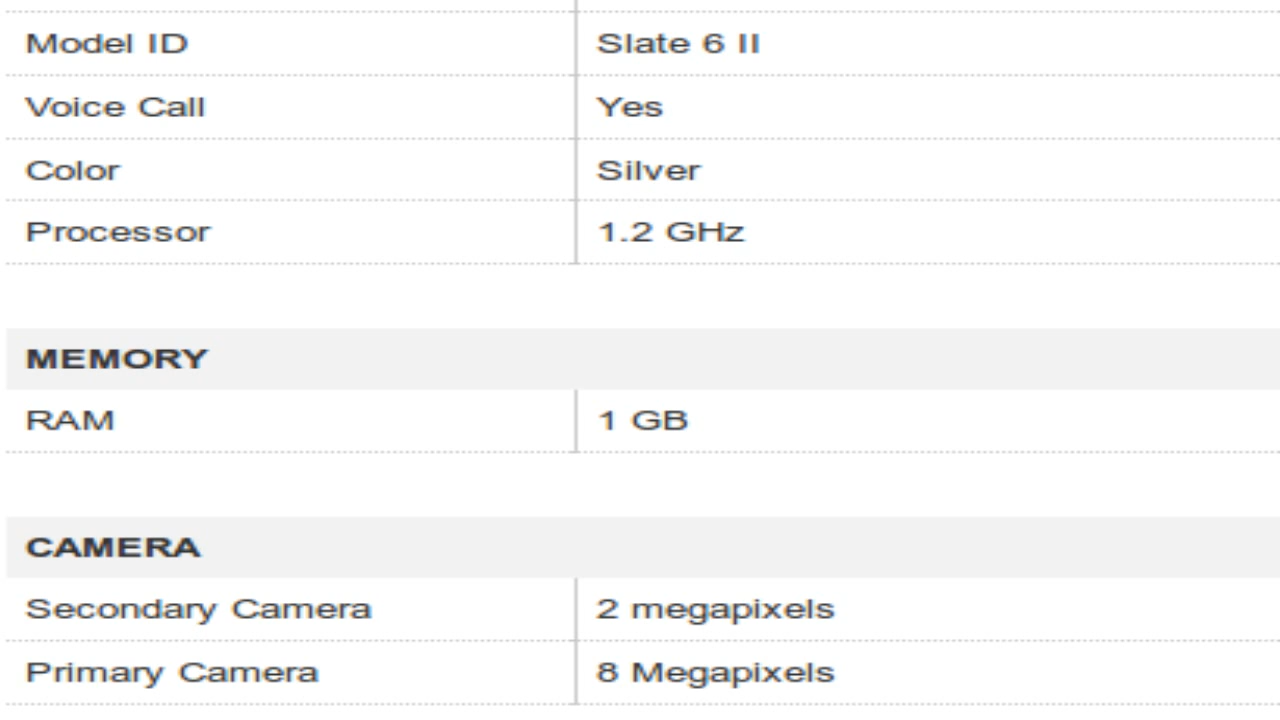 Model ID Slate 6 II
Voice Call Yes
Color Silver
Processor 1.2 GHz
MEMORY
RAM 1 GB
CAMERA
Secondary Camera 2 megapixels
Primary Camera 8 Megapixels